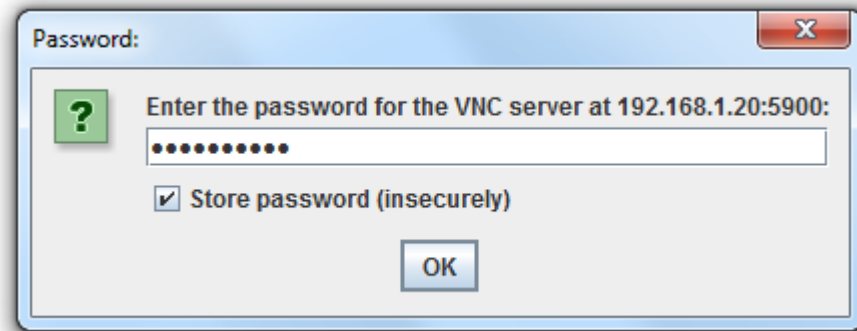 Password:
Enter the password for the VNC server at 192.168.1.20:5900:
••••••••••
Store password (insecurely)
OK